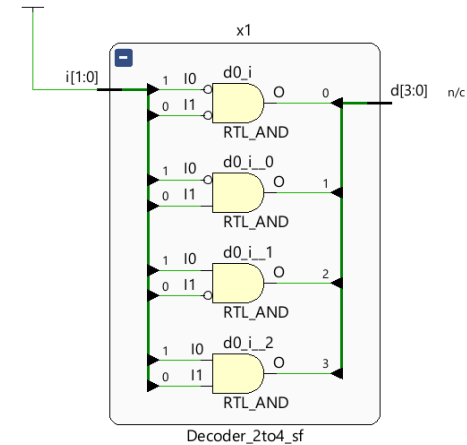 x1
i[1:0]
d[3:0] n/c
d0_i
1 I0
0 I1
O 0
RTL_AND
d0_i__0
1 I0
0 I1
O 1
RTL_AND
d0_i__1
1 I0
0 I1
O 2
RTL_AND
d0_i__2
1 I0
0 I1
O 3
RTL_AND
Decoder_2to4_sf